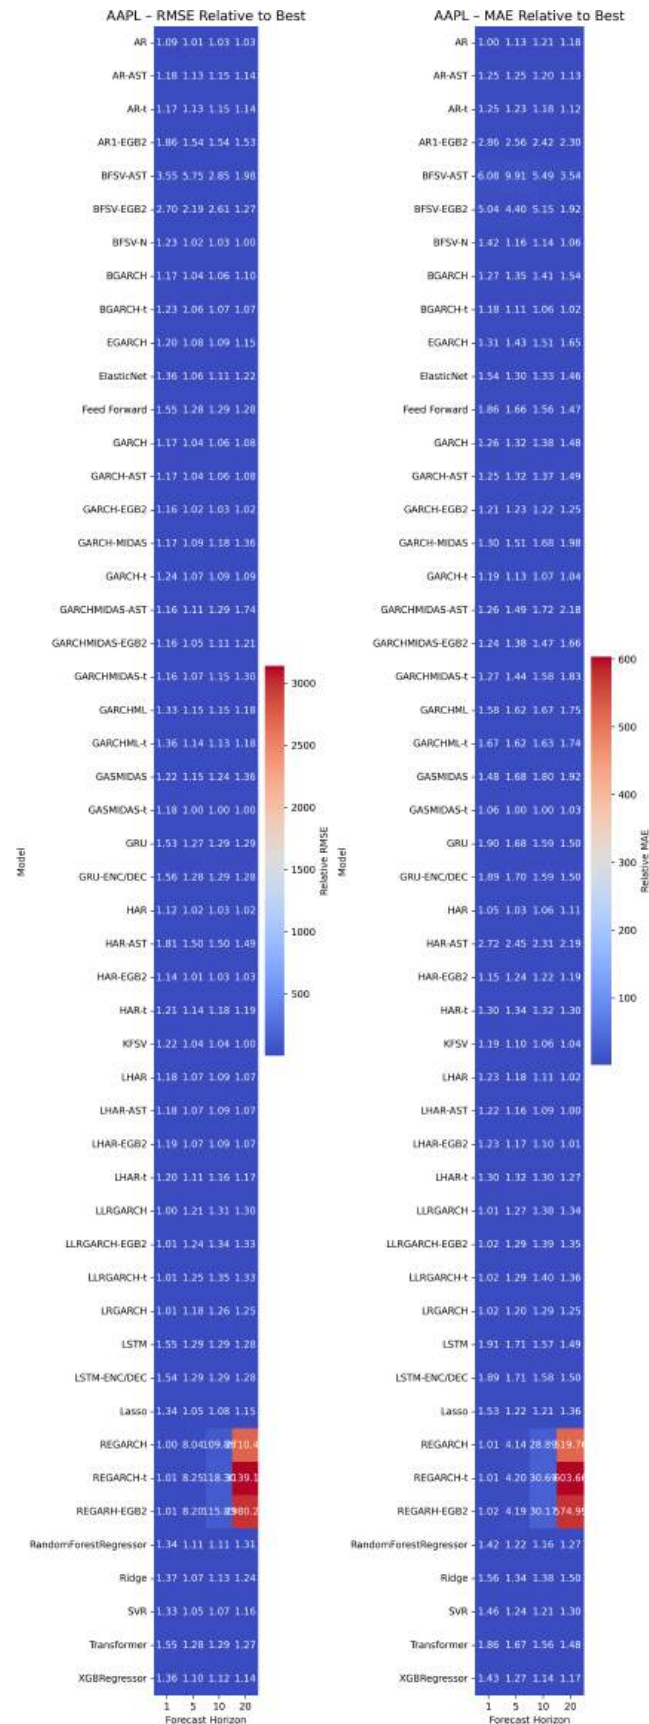 AAPL – RMSE Relative to Best
AR 1.09 1.01 1.03 1.03
AR-AST 1.18 1.13 1.15 1.14
AR-t 1.17 1.13 1.15 1.14
AR1-EGB2 1.86 1.54 1.54 1.53
BFSV-AST 3.55 5.75 2.85 1.98
BFSV-EGB2 2.70 2.19 2.61 1.27
BFSV-N 1.23 1.02 1.03 1.00
BGARCH 1.17 1.04 1.06 1.10
BGARCH-t 1.23 1.06 1.07 1.07
EGARCH 1.20 1.08 1.09 1.15
ElasticNet 1.36 1.06 1.11 1.22
Feed Forward 1.55 1.28 1.29 1.28
GARCH 1.17 1.04 1.06 1.08
GARCH-AST 1.17 1.04 1.06 1.08
GARCH-EGB2 1.16 1.02 1.03 1.02
GARCH-MIDAS 1.17 1.09 1.18 1.36
GARCH-t 1.24 1.07 1.09 1.09
GARCHMIDAS-AST 1.16 1.11 1.29 1.74
GARCHMIDAS-EGB2 1.16 1.05 1.11 1.21
GARCHMIDAS-t 1.16 1.07 1.15 1.30
GARCHML 1.33 1.15 1.15 1.18
GARCHML-t 1.36 1.14 1.13 1.18
GASMIDAS 1.22 1.15 1.24 1.36
GASMIDAS-t 1.18 1.00 1.00 1.00
GRU 1.53 1.27 1.29 1.29
GRU-ENC/DEC 1.56 1.28 1.29 1.28
HAR 1.12 1.02 1.03 1.02
HAR-AST 1.81 1.50 1.50 1.49
HAR-EGB2 1.14 1.01 1.03 1.03
HAR-t 1.21 1.14 1.18 1.19
KFSV 1.22 1.04 1.04 1.00
LHAR 1.18 1.07 1.09 1.07
LHAR-AST 1.18 1.07 1.09 1.07
LHAR-EGB2 1.19 1.07 1.09 1.07
LHAR-t 1.20 1.11 1.16 1.17
LLRGARCH 1.00 1.21 1.31 1.30
LLRGARCH-EGB2 1.01 1.24 1.34 1.33
LLRGARCH-t 1.01 1.25 1.35 1.33
LRGARCH 1.01 1.18 1.26 1.25
LSTM 1.55 1.29 1.29 1.28
LSTM-ENC/DEC 1.54 1.29 1.29 1.28
Lasso 1.34 1.05 1.08 1.15
REGARCH 1.00 8.04
REGARCH-t 1.01 8.25
REGARH-EGB2 1.01 8.20
RandomForestRegressor 1.34 1.11 1.11 1.31
Ridge 1.37 1.07 1.13 1.24
SVR 1.33 1.05 1.07 1.16
Transformer 1.55 1.28 1.29 1.27
XGBRegressor 1.36 1.10 1.12 1.14
1 5 10 20
Forecast Horizon
Model
3000
2500
2000
1500
1000
500
Relative RMSE
AAPL – MAE Relative to Best
AR 1.00 1.13 1.21 1.18
AR-AST 1.25 1.25 1.20 1.13
AR-t 1.25 1.23 1.18 1.12
AR1-EGB2 2.86 2.56 2.42 2.30
BFSV-AST 6.08 9.91 5.49 3.54
BFSV-EGB2 5.04 4.40 5.15 1.92
BFSV-N 1.42 1.16 1.14 1.06
BGARCH 1.27 1.35 1.41 1.54
BGARCH-t 1.18 1.11 1.06 1.02
EGARCH 1.31 1.43 1.51 1.65
ElasticNet 1.54 1.30 1.33 1.46
Feed Forward 1.86 1.66 1.56 1.47
GARCH 1.26 1.32 1.38 1.48
GARCH-AST 1.25 1.32 1.37 1.49
GARCH-EGB2 1.21 1.23 1.22 1.25
GARCH-MIDAS 1.30 1.51 1.68 1.98
GARCH-t 1.19 1.13 1.07 1.04
GARCHMIDAS-AST 1.26 1.49 1.72 2.18
GARCHMIDAS-EGB2 1.24 1.38 1.47 1.66
GARCHMIDAS-t 1.27 1.44 1.58 1.83
GARCHML 1.58 1.62 1.67 1.75
GARCHML-t 1.67 1.62 1.63 1.74
GASMIDAS 1.48 1.68 1.80 1.92
GASMIDAS-t 1.06 1.00 1.00 1.03
GRU 1.90 1.68 1.59 1.50
GRU-ENC/DEC 1.89 1.70 1.59 1.50
HAR 1.05 1.03 1.06 1.11
HAR-AST 2.72 2.45 2.31 2.19
HAR-EGB2 1.15 1.24 1.22 1.19
HAR-t 1.30 1.34 1.32 1.30
KFSV 1.19 1.10 1.06 1.04
LHAR 1.23 1.18 1.11 1.02
LHAR-AST 1.22 1.16 1.09 1.00
LHAR-EGB2 1.23 1.17 1.10 1.01
LHAR-t 1.30 1.32 1.30 1.27
LLRGARCH 1.01 1.27 1.38 1.34
LLRGARCH-EGB2 1.02 1.29 1.39 1.35
LLRGARCH-t 1.02 1.29 1.40 1.36
LRGARCH 1.02 1.20 1.29 1.25
LSTM 1.91 1.71 1.57 1.49
LSTM-ENC/DEC 1.89 1.71 1.58 1.50
Lasso 1.53 1.22 1.21 1.36
REGARCH 1.01 4.14 28.89
REGARCH-t 1.01 4.20 30.69
REGARH-EGB2 1.02 4.19 30.17
RandomForestRegressor 1.42 1.22 1.16 1.27
Ridge 1.56 1.34 1.38 1.50
SVR 1.46 1.24 1.21 1.30
Transformer 1.86 1.67 1.56 1.48
XGBRegressor 1.43 1.27 1.14 1.17
1 5 10 20
Forecast Horizon
Model
600
500
400
300
200
100
Relative MAE